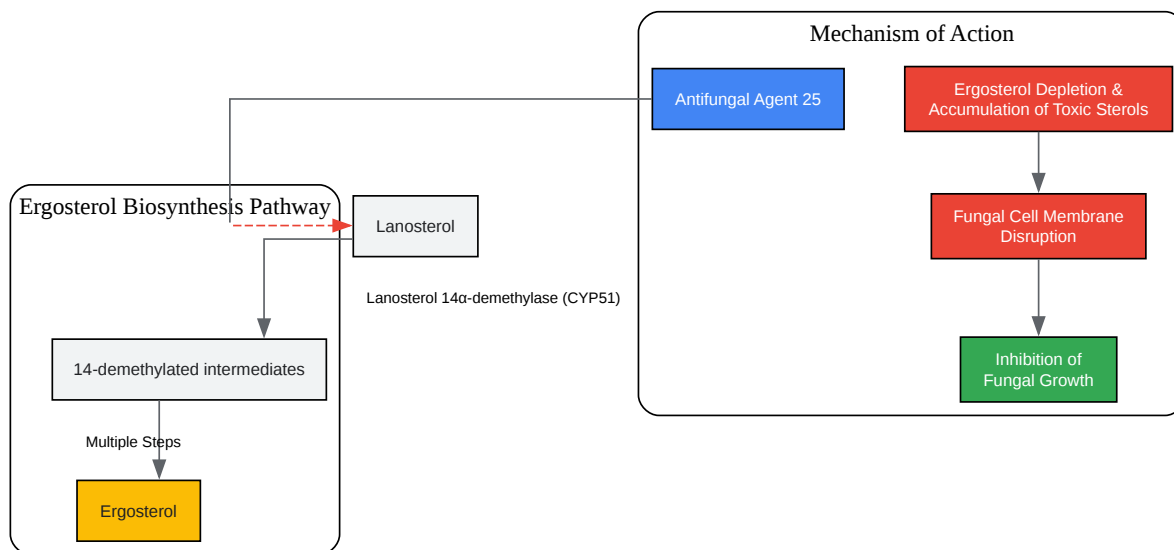 Mechanism of Action
Antifungal Agent 25
Ergosterol Depletion &
Accumulation of Toxic Sterols
Ergosterol Biosynthesis Pathway
Lanosterol
Fungal Cell Membrane
Disruption
Lanosterol 14α-demethylase (CYP51)
14-demethylated intermediates
Inhibition of
Fungal Growth
Multiple Steps
Ergosterol